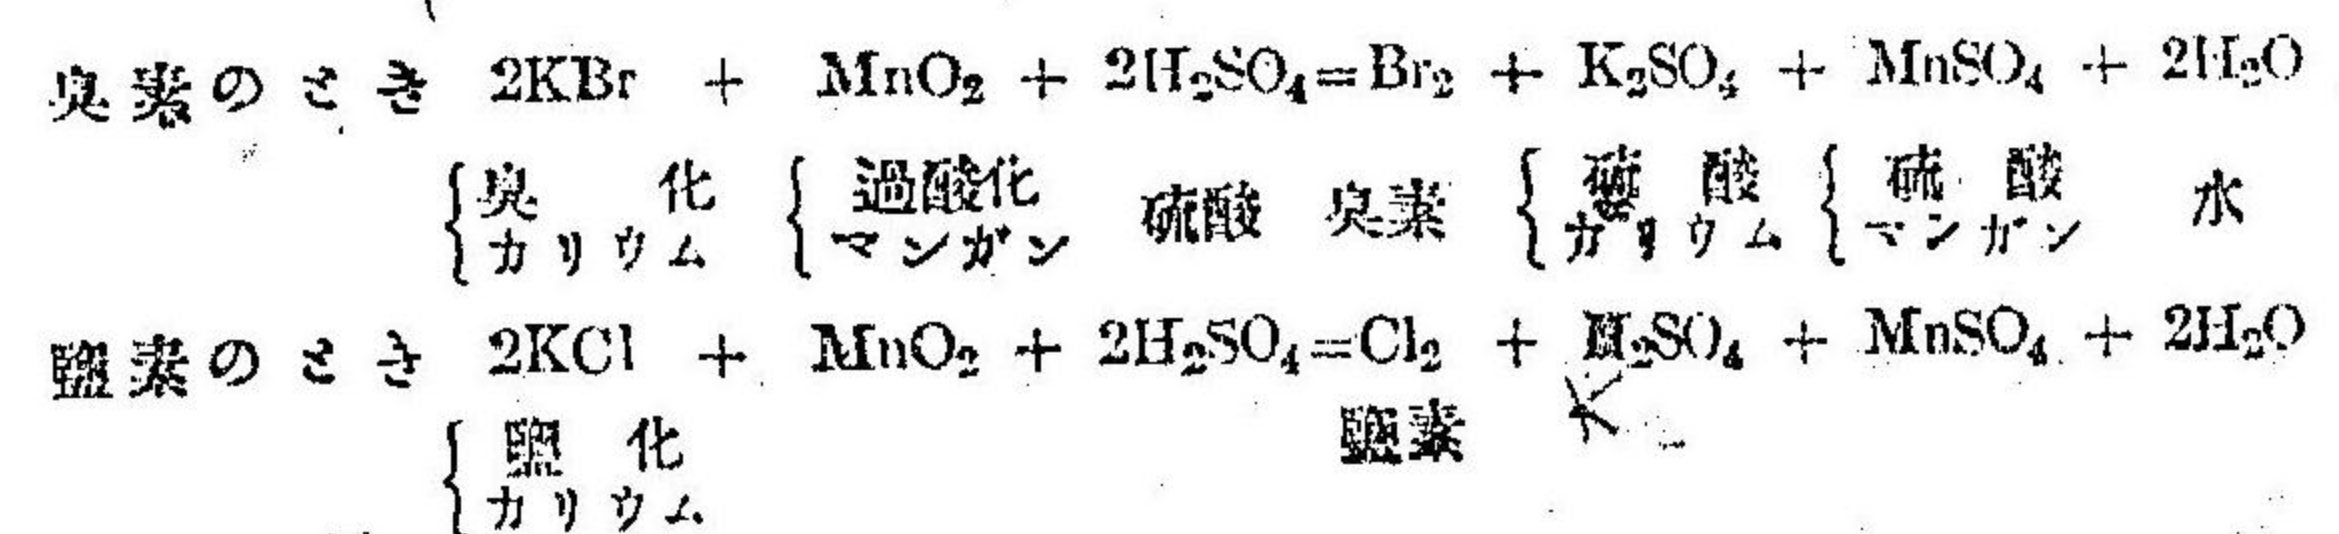 臭素のとき 2KBr + MnO₂ + 2H₂SO₄=Br₂ + K₂SO₄ + MnSO₄ + 2H₂O
{臭化カリウム {過酸化マンガン 硫酸 臭素 {硫酸カリウム {硫酸マンガン 水
鹽素のとき 2KCl + MnO₂ + 2H₂SO₄=Cl₂ + H₂SO₄ + MnSO₄ + 2H₂O
{鹽化カリウム 鹽素 K